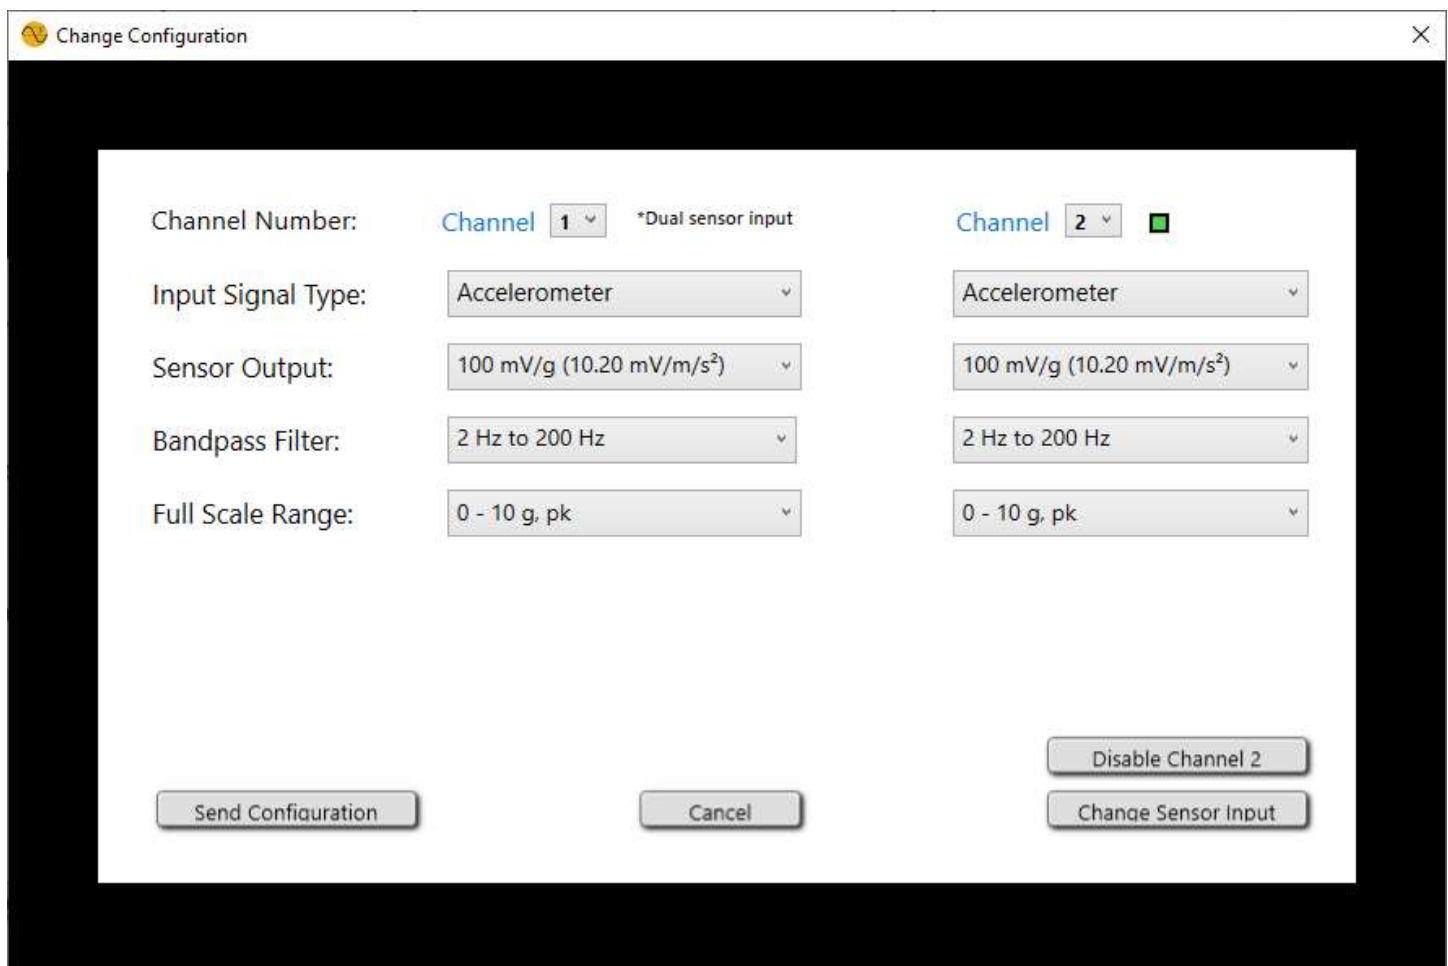 Change Configuration
Channel Number: Channel 1 *Dual sensor input Channel 2
Input Signal Type: Accelerometer Accelerometer
Sensor Output: 100 mV/g (10.20 mV/m/s²) 100 mV/g (10.20 mV/m/s²)
Bandpass Filter: 2 Hz to 200 Hz 2 Hz to 200 Hz
Full Scale Range: 0 - 10 g, pk 0 - 10 g, pk
Disable Channel 2
Send Configuration Cancel Change Sensor Input